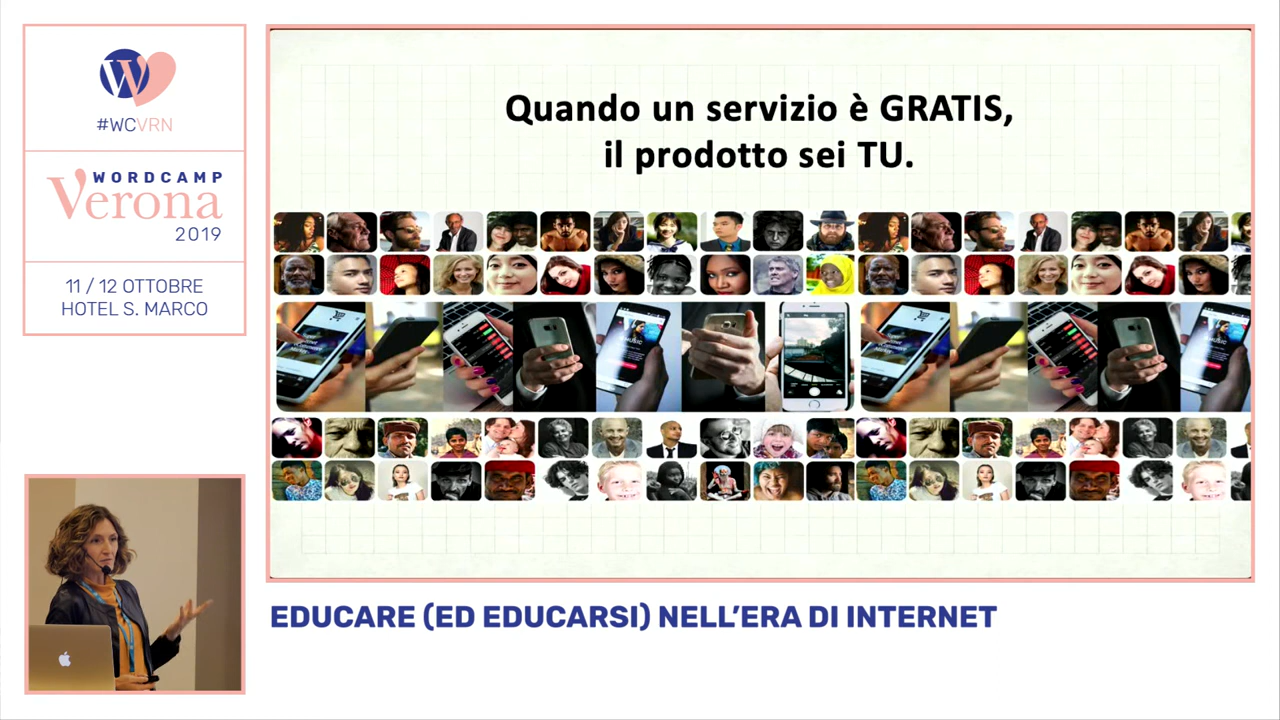 #WCVRN
WORDCAMP
Verona
2019
11 / 12 OTTOBRE
HOTEL S. MARCO
Quando un servizio è GRATIS,
il prodotto sei TU.
EDUCARE (ED EDUCARSI) NELL'ERA DI INTERNET